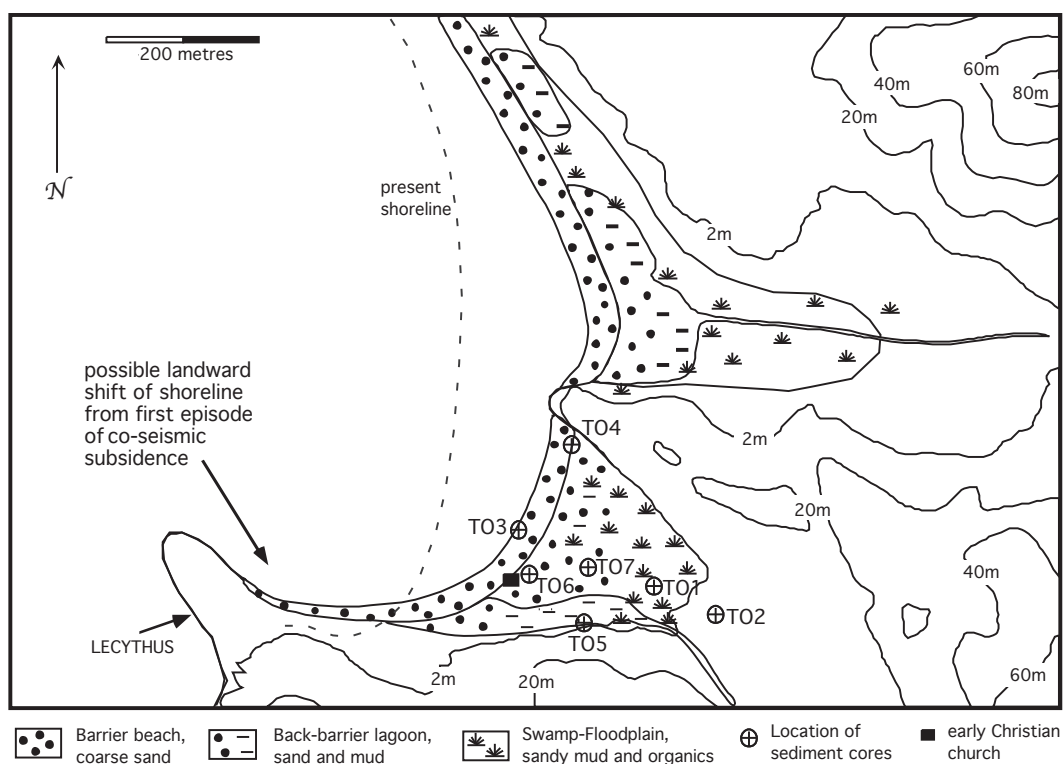 200 metres
N
present
shoreline
60m
40m
80m
20m
2m
possible landward
shift of shoreline
from first episode
of co-seismic
subsidence
TO4
2m
20m
TO3
TO6
TO7
TO1
TO2
40m
LECYTHUS
TO5
2m
20m
60m
Barrier beach,
coarse sand
Back-barrier lagoon,
sand and mud
Swamp-Floodplain,
sandy mud and organics
Location of
sediment cores
early Christian
church